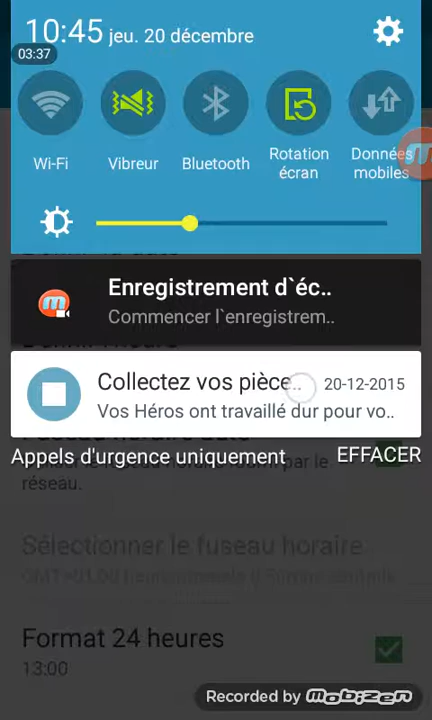 10:45 jeu. 20 décembre
03:37
Wi-Fi
Vibreur
Bluetooth
Rotation écran
Données mobiles
Enregistrement d`éc..
Commencer l`enregistrem..
Collectez vos pièce..
20-12-2015
Vos Héros ont travaillé dur pour vo..
Appels d'urgence uniquement
EFFACER
réseau.
Sélectionner le fuseau horaire
Format 24 heures
13:00
Recorded by mobizen